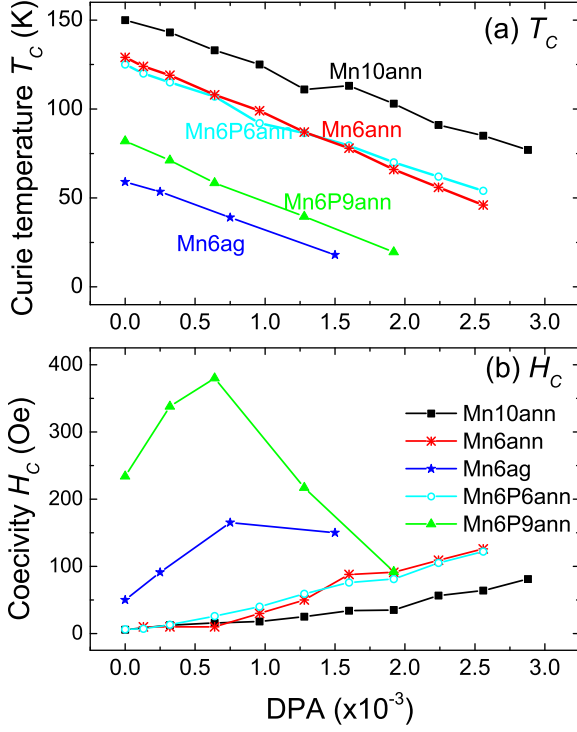 (a) T_C
Curie temperature T_C (K)
150
100
50
0
Mn10ann
Mn6P6ann
Mn6ann
Mn6P9ann
Mn6ag
0.0 0.5 1.0 1.5 2.0 2.5 3.0
(b) H_C
Coecivity H_C (Oe)
400
300
200
100
0
Mn10ann
Mn6ann
Mn6ag
Mn6P6ann
Mn6P9ann
0.0 0.5 1.0 1.5 2.0 2.5 3.0
DPA (x10⁻³)